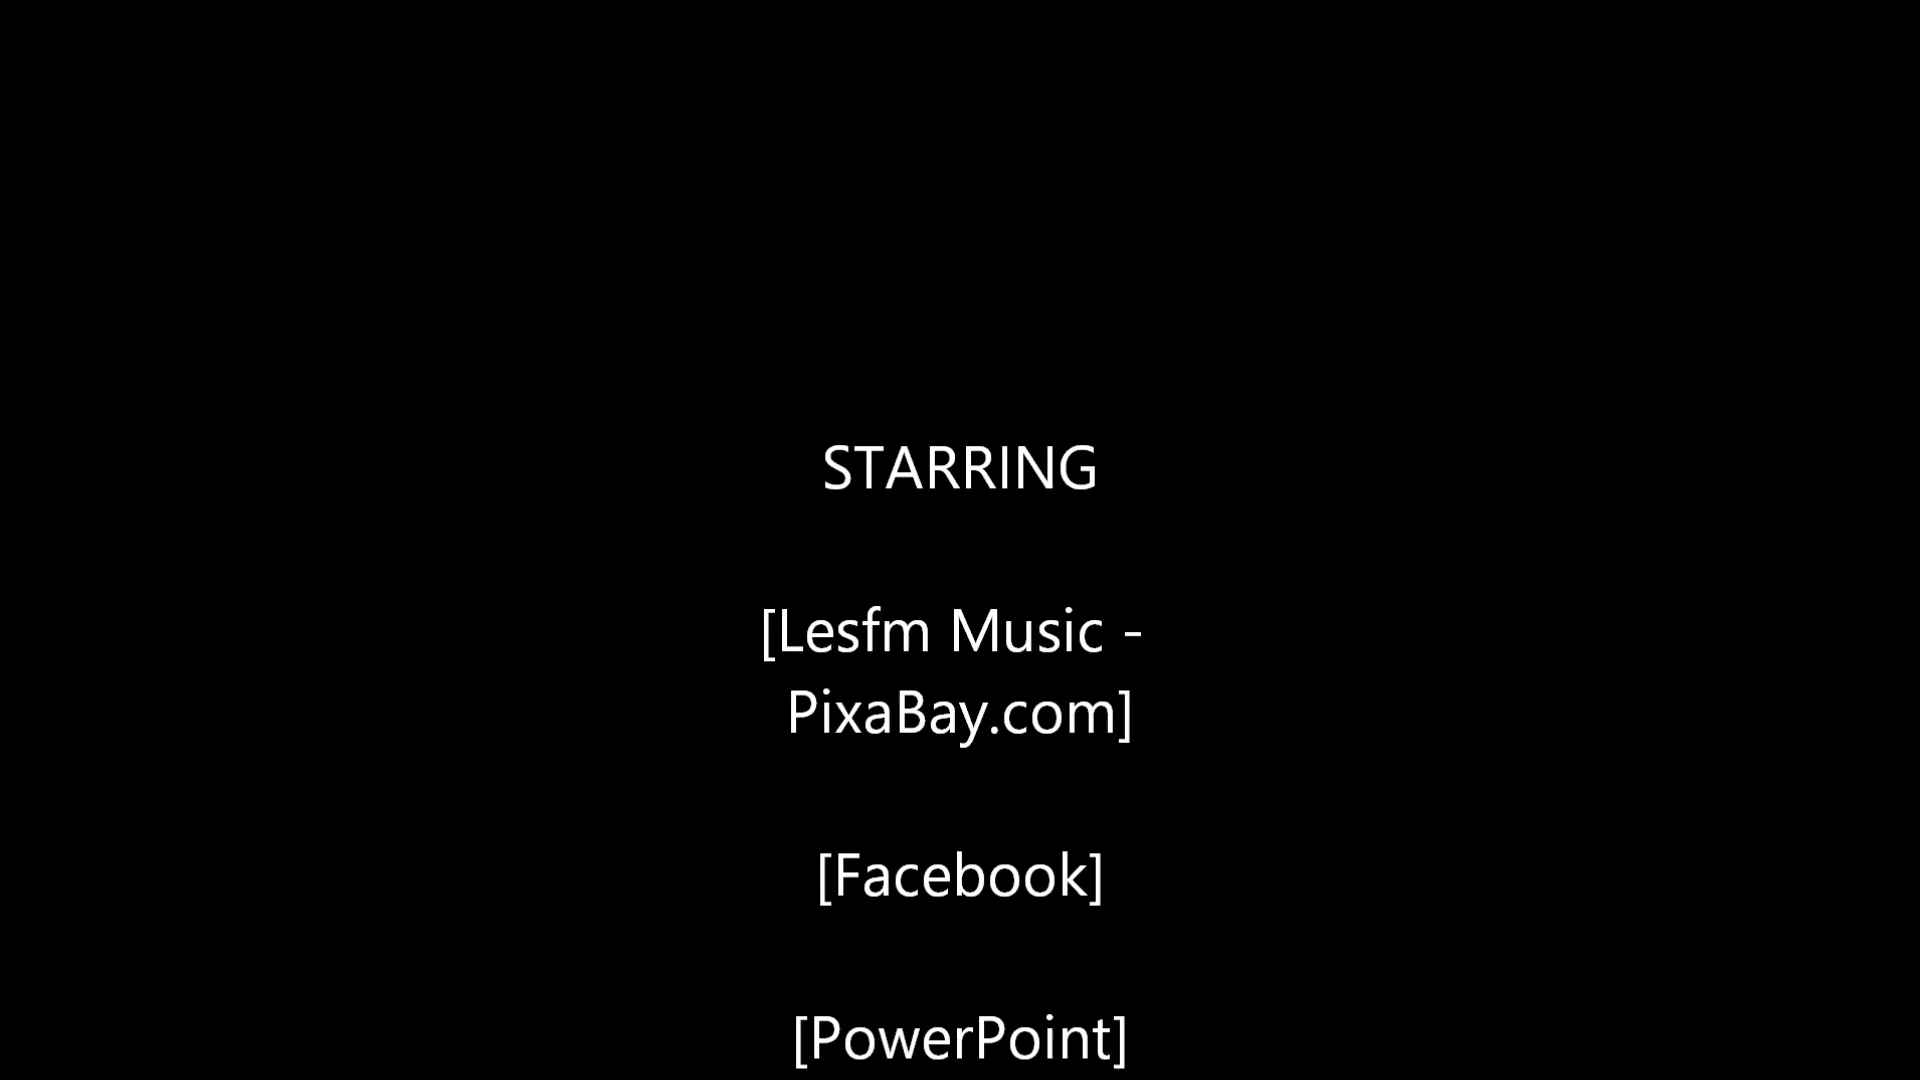 STARRING
[Lesfm Music -
PixaBay.com]
[Facebook]
[PowerPoint]